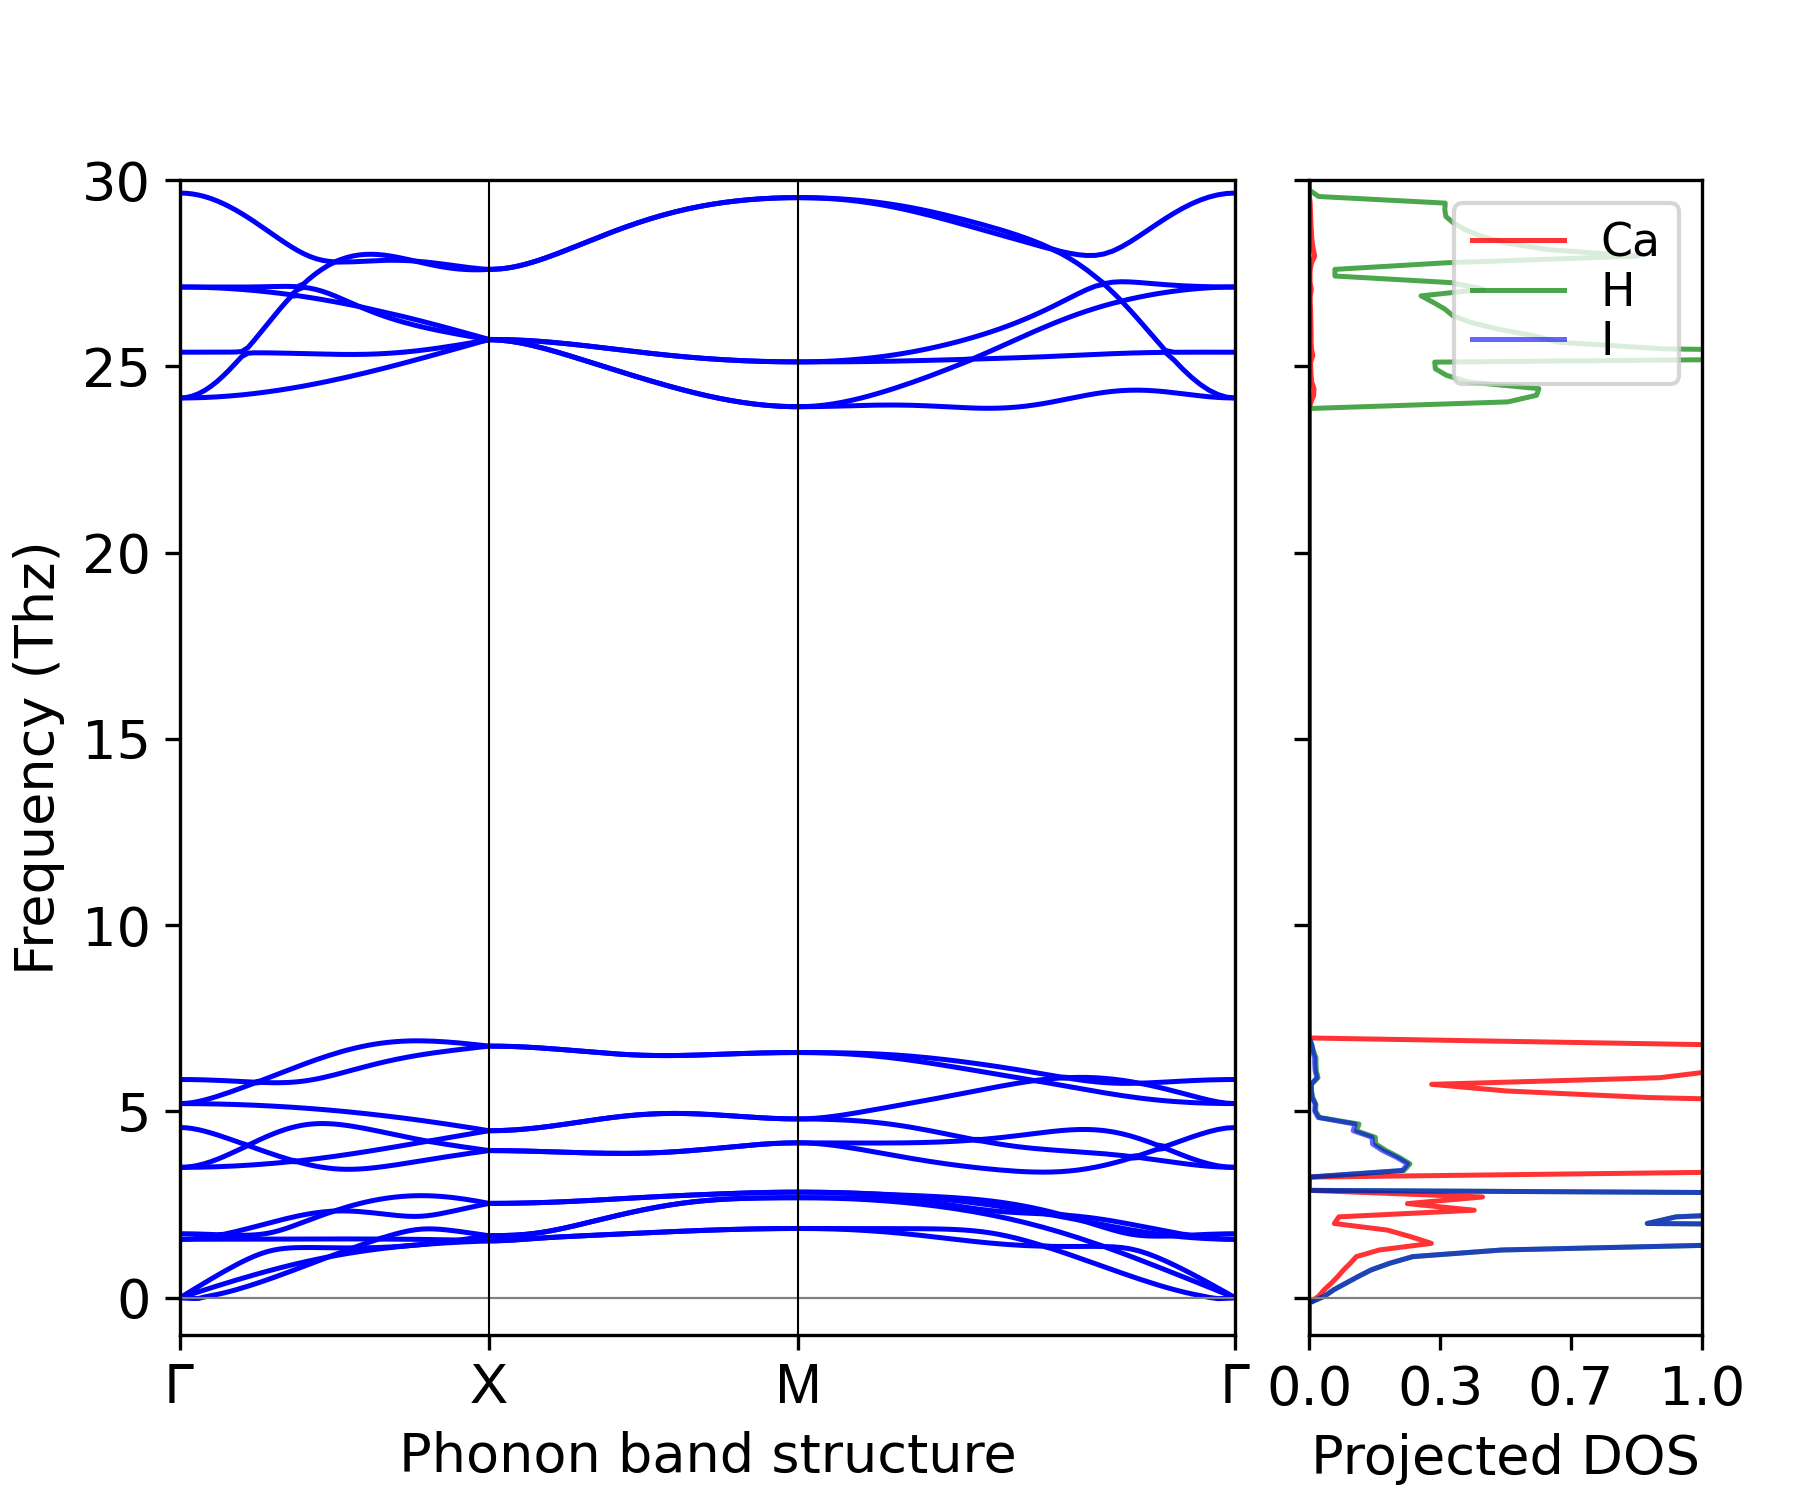 30
25
20
15
10
5
0
Frequency (Thz)
Γ X M Γ
Phonon band structure
Ca
H
I
0.0 0.3 0.7 1.0
Projected DOS